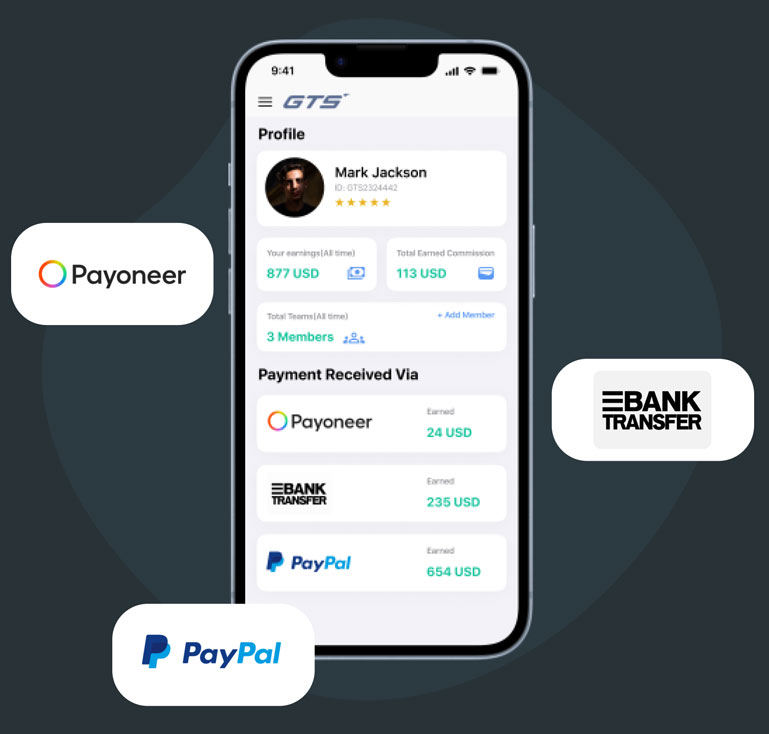 9:41
GTS
Profile
Mark Jackson
ID: GTS2324442
Your earnings(All time)
877 USD
Total Earned Commission
113 USD
Total Teams(All time)
+ Add Member
3 Members
Payment Received Via
Payoneer
Earned
24 USD
BANK
TRANSFER
Earned
235 USD
PayPal
Earned
654 USD
Payoneer
BANK
TRANSFER
PayPal